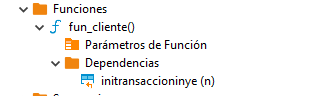 Funciones
fun_cliente()
Parámetros de Función
Dependencias
initransaccioninye (n)